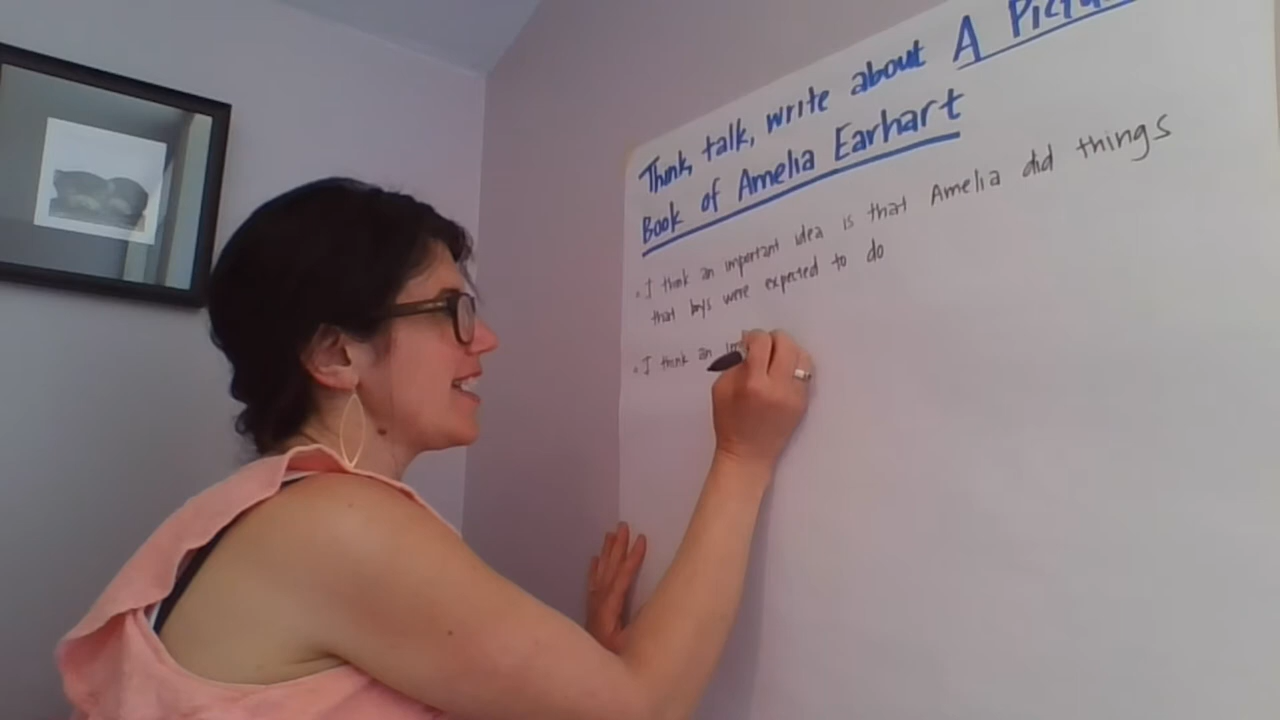 Think, talk, write about A Pictu
Book of Amelia Earhart
. I think an important idea is that Amelia did things
that boys were expected to do
. I think an im